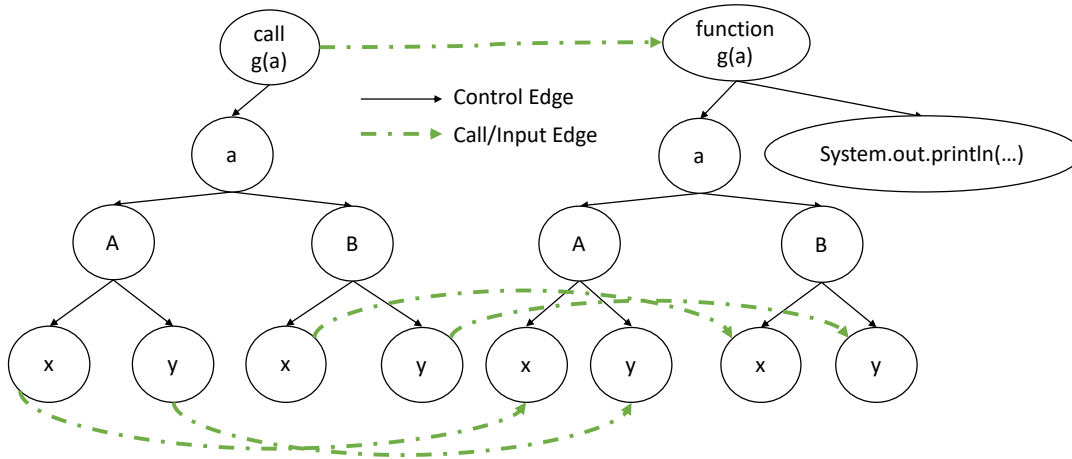 call
g(a)
function
g(a)
Control Edge
Call/Input Edge
a
a
System.out.println(...)
A
B
A
B
x
y
x
y
x
y
x
y